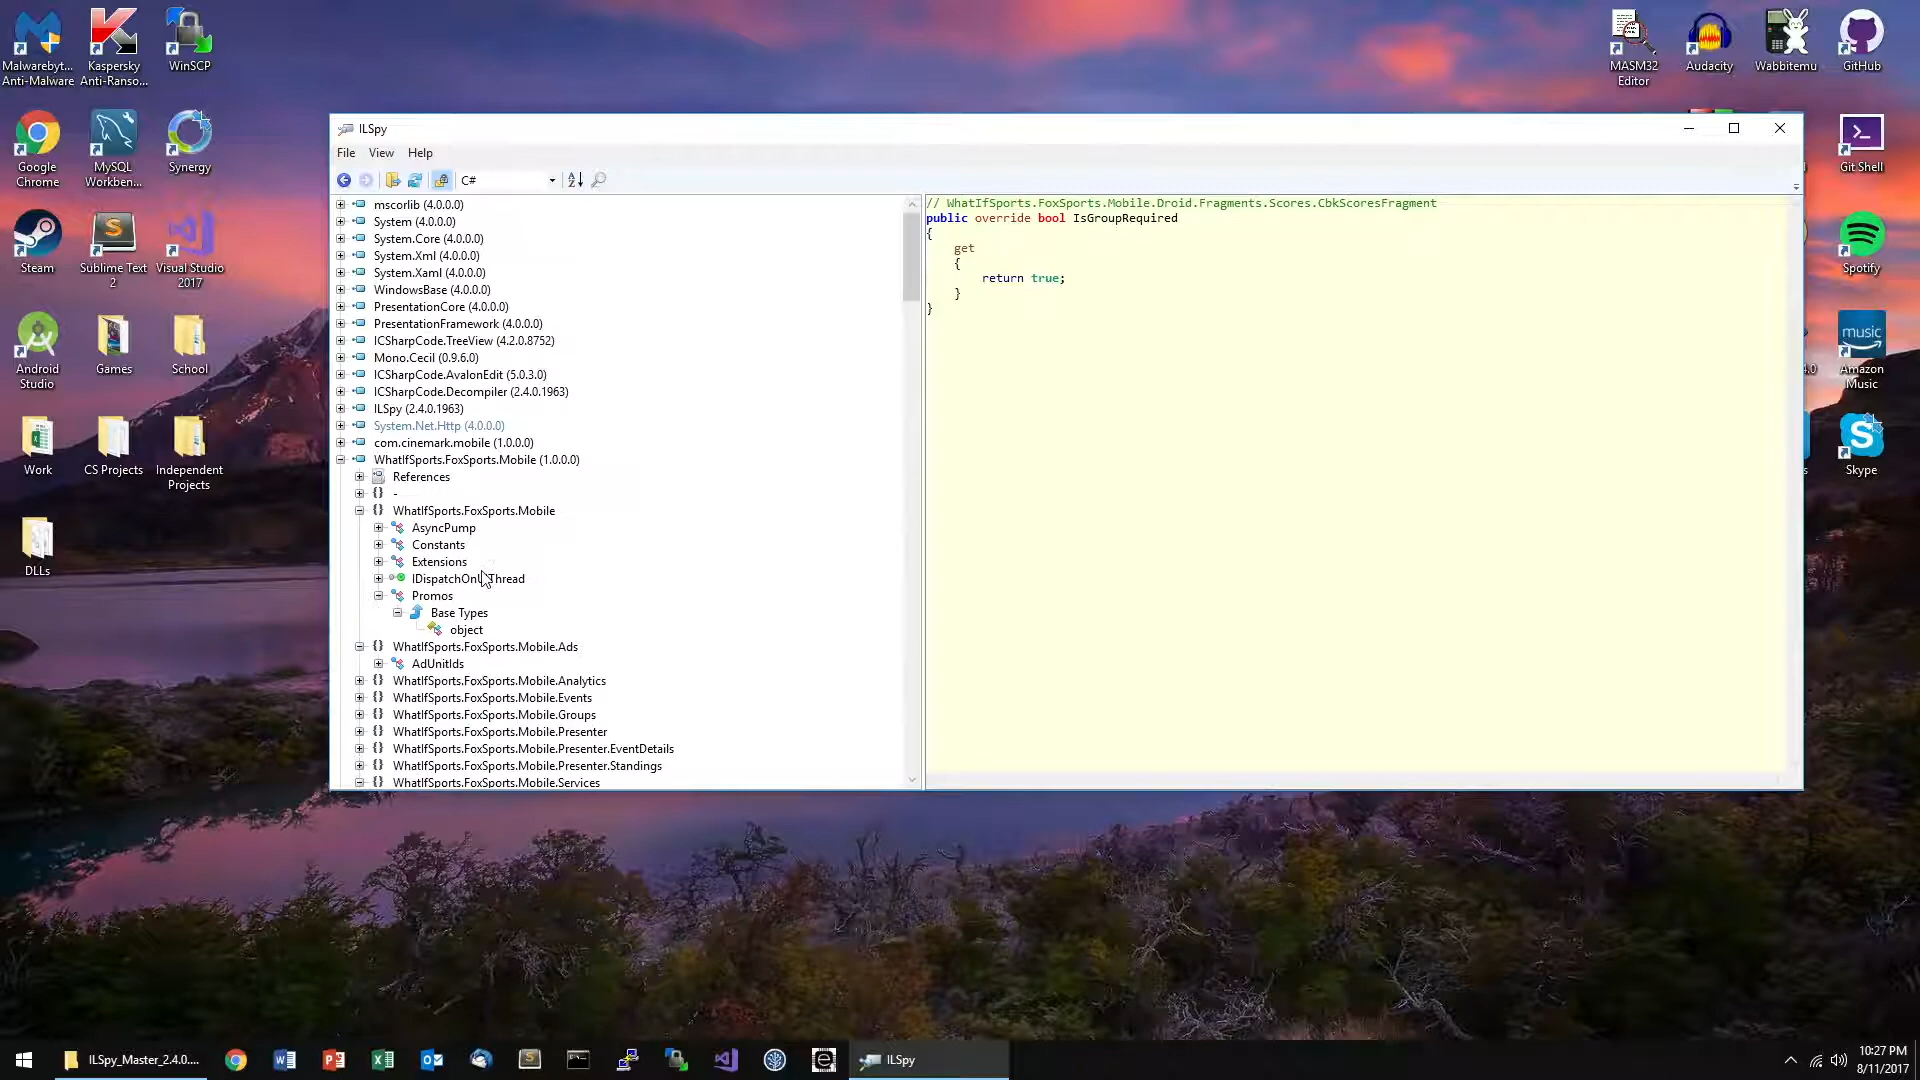 Malwareby...
Anti-Malware
Kaspersky
Anti-Ranso...
WinSCP
MASM32
Editor
Audacity
Wabbitemu
GitHub
Google
Chrome
MySQL
Workben...
Synergy
Git Shell
Steam
Sublime Text
2
Visual Studio
2017
Spotify
Android
Studio
Games
School
music
Amazon
Music
Work
CS Projects
Independent
Projects
Skype
DLLs
ILSpy
File View Help
C#
mscorlib (4.0.0.0)
System (4.0.0.0)
System.Core (4.0.0.0)
System.Xml (4.0.0.0)
System.Xaml (4.0.0.0)
WindowsBase (4.0.0.0)
PresentationCore (4.0.0.0)
PresentationFramework (4.0.0.0)
ICSharpCode.TreeView (4.2.0.8752)
Mono.Cecil (0.9.6.0)
ICSharpCode.AvalonEdit (5.0.3.0)
ICSharpCode.Decompiler (2.4.0.1963)
ILSpy (2.4.0.1963)
System.Net.Http (4.0.0.0)
com.cinemark.mobile (1.0.0.0)
WhatIfSports.FoxSports.Mobile (1.0.0.0)
References
{} -
{} WhatIfSports.FoxSports.Mobile
AsyncPump
Constants
Extensions
Promos
Base Types
object
{} WhatIfSports.FoxSports.Mobile.Ads
AdUnitIds
{} WhatIfSports.FoxSports.Mobile.Analytics
{} WhatIfSports.FoxSports.Mobile.Events
{} WhatIfSports.FoxSports.Mobile.Groups
{} WhatIfSports.FoxSports.Mobile.Presenter
{} WhatIfSports.FoxSports.Mobile.Presenter.EventDetails
{} WhatIfSports.FoxSports.Mobile.Presenter.Standings
{} WhatIfSports.FoxSports.Mobile.Services
// WhatIfSports.FoxSports.Mobile.Droid.Fragments.Scores.CbkScoresFragment
public override bool IsGroupRequired
{
get
{
return true;
}
}
ILSpy_Master_2.4.0....
ILSpy
10:27 PM
8/11/2017